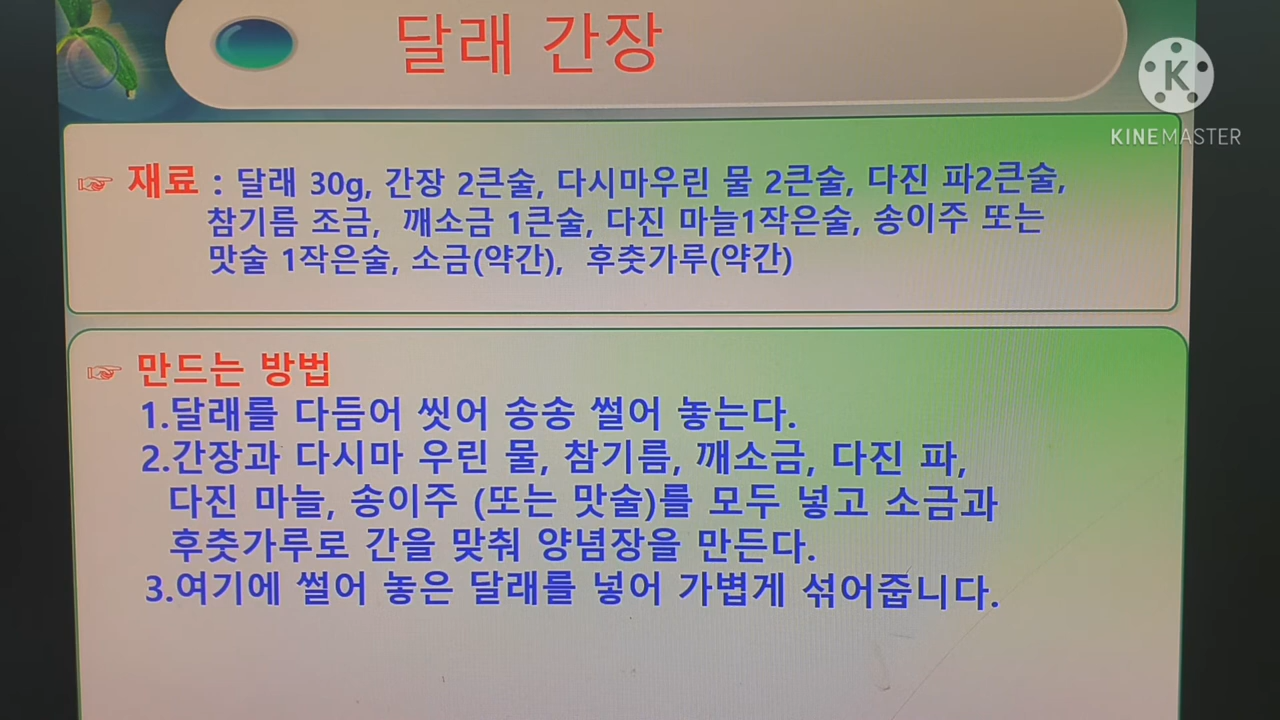 달래 간장
K
KINEMASTER
☞ 재료 : 달래 30g, 간장 2큰술, 다시마우린 물 2큰술, 다진 파2큰술,
참기름 조금, 깨소금 1큰술, 다진 마늘1작은술, 송이주 또는
맛술 1작은술, 소금(약간), 후춧가루(약간)
☞ 만드는 방법
1.달래를 다듬어 씻어 송송 썰어 놓는다.
2.간장과 다시마 우린 물, 참기름, 깨소금, 다진 파,
다진 마늘, 송이주 (또는 맛술)를 모두 넣고 소금과
후춧가루로 간을 맞춰 양념장을 만든다.
3.여기에 썰어 놓은 달래를 넣어 가볍게 섞어줍니다.